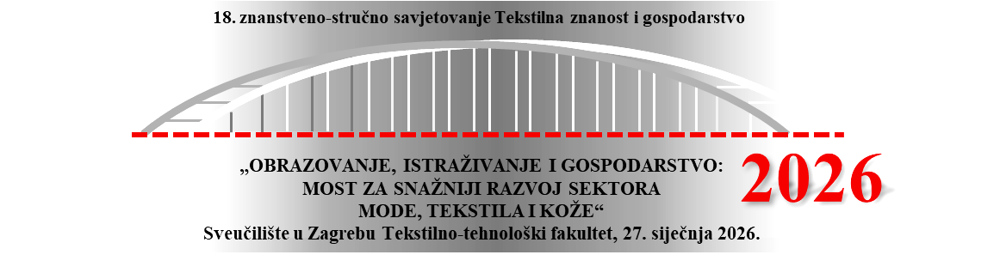 18. znanstveno-stručno savjetovanje Tekstilna znanost i gospodarstvo
„OBRAZOVANJE, ISTRAŽIVANJE I GOSPODARSTVO:
MOST ZA SNAŽNIJI RAZVOJ SEKTORA
MODE, TEKSTILA I KOŽE“
2026
Sveučilište u Zagrebu Tekstilno-tehnološki fakultet, 27. siječnja 2026.